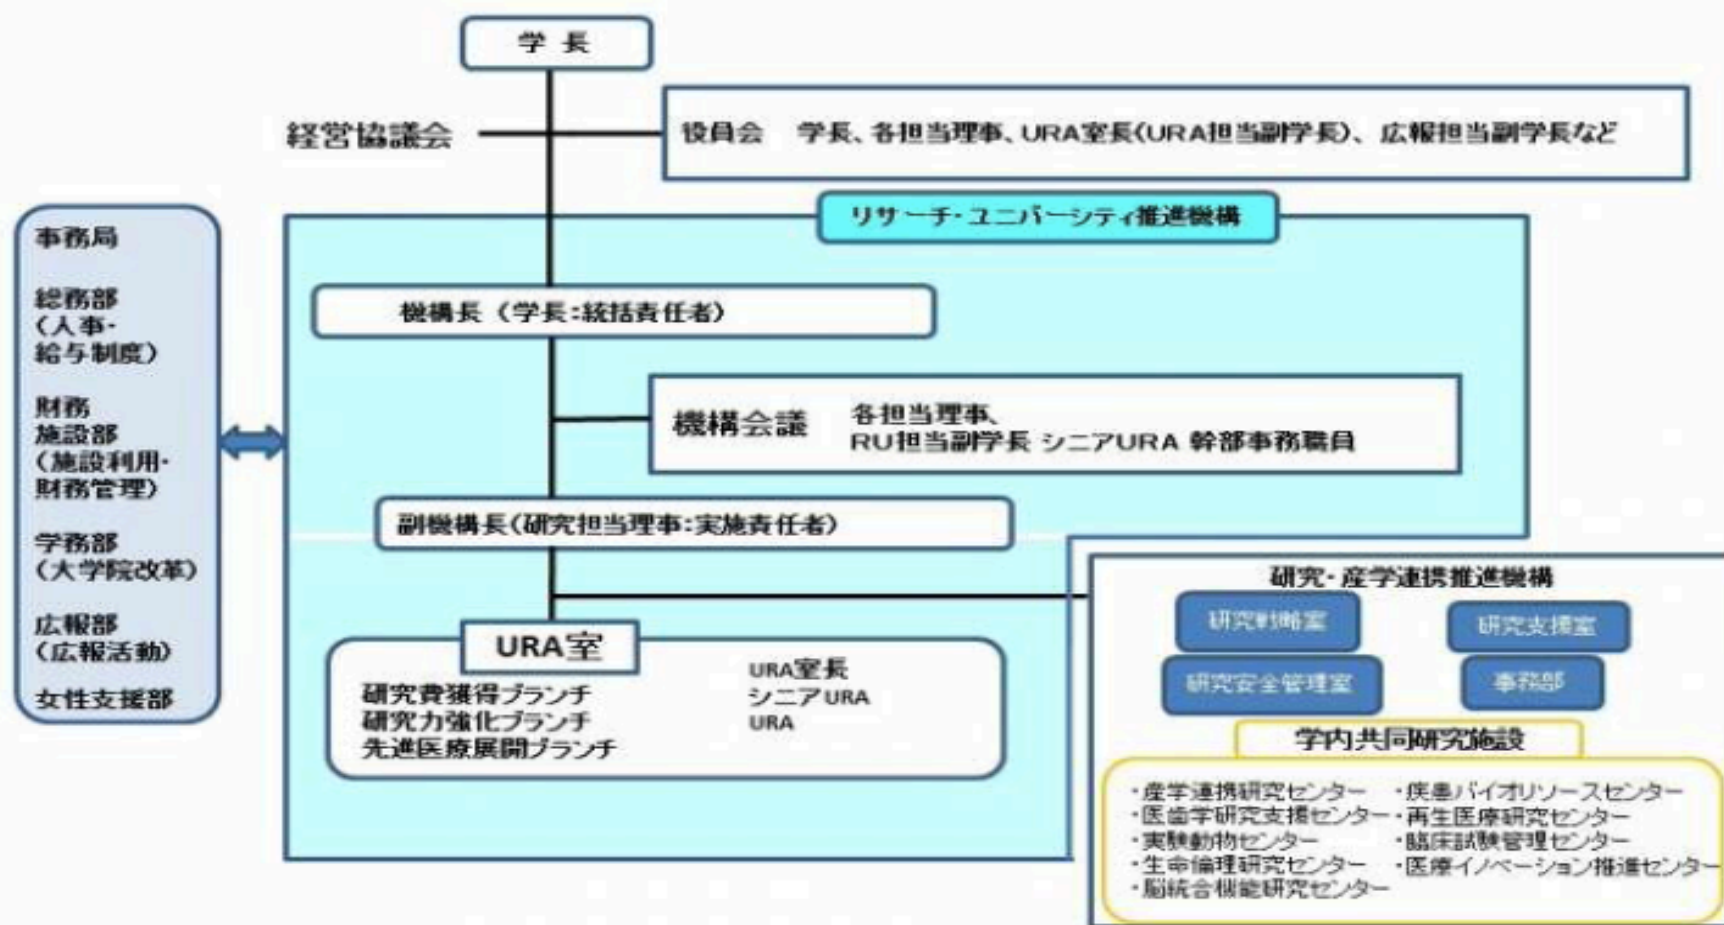 学 長
経営協議会
役員会 学長、各担当理事、URA室長(URA担当副学長)、広報担当副学長など
リサーチ・ユニバーシティ推進機構
事務局
総務部
(人事・
給与制度)
財務
施設部
(施設利用・
財務管理)
学務部
(大学院改革)
広報部
(広報活動)
女性支援部
機構長 (学長:統括責任者)
機構会議
各担当理事、
RU担当副学長 シニアURA 幹部事務職員
副機構長(研究担当理事:実施責任者)
URA室
研究費獲得ブランチ
研究力強化ブランチ
先進医療展開ブランチ
URA室長
シニアURA
URA
研究・産学連携推進機構
研究戦略室
研究支援室
研究安全管理室
事務部
学内共同研究施設
・産学連携研究センター
・医歯学研究支援センター
・実験動物センター
・生命倫理研究センター
・脳統合機能研究センター
・疾患バイオリソースセンター
・再生医療研究センター
・臨床試験管理センター
・医療イノベーション推進センター